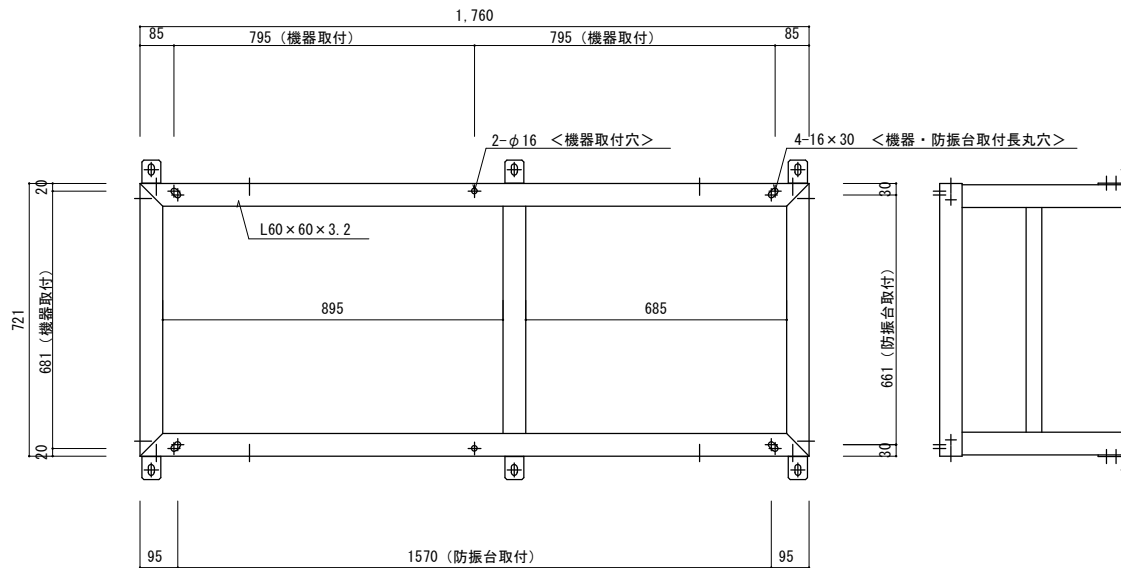 1,760
85
795 (機器取付)
795 (機器取付)
85
2-φ16 <機器取付穴>
4-16×30 <機器・防振台取付長丸穴>
20
30
L60×60×3.2
721
681 (機器取付)
895
685
661 (防振台取付)
20
30
95
1570 (防振台取付)
95